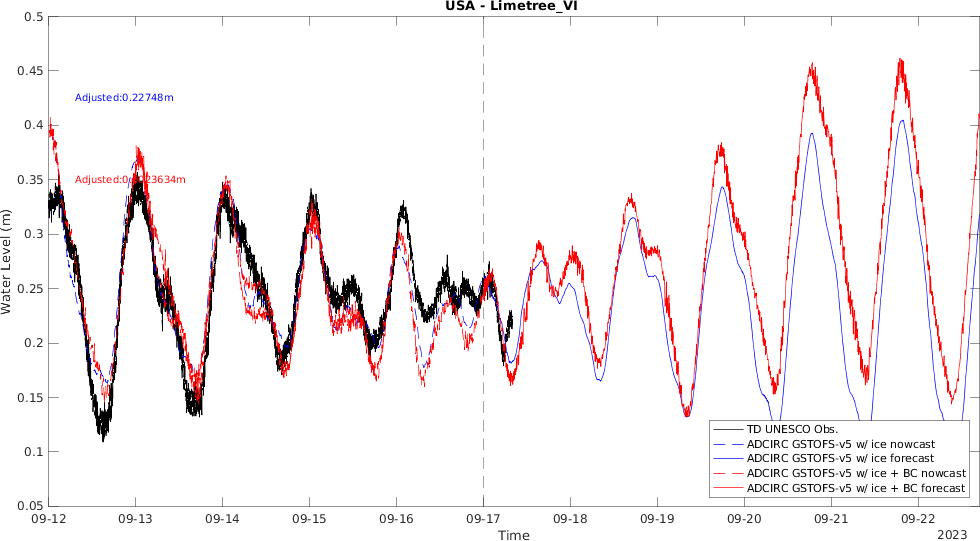 USA - Limetree_VI
0.5
0.45
0.4
0.35
0.3
0.25
0.2
0.15
0.1
0.05
Water Level (m)
Adjusted:0.22748m
09-12 09-13 09-14 09-15 09-16 09-17 09-18 09-19 09-20 09-21 09-22
Time
2023
TD UNESCO Obs.
ADCIRC GSTOFS-v5 w/ ice nowcast
ADCIRC GSTOFS-v5 w/ ice forecast
ADCIRC GSTOFS-v5 w/ ice + BC nowcast
ADCIRC GSTOFS-v5 w/ ice + BC forecast